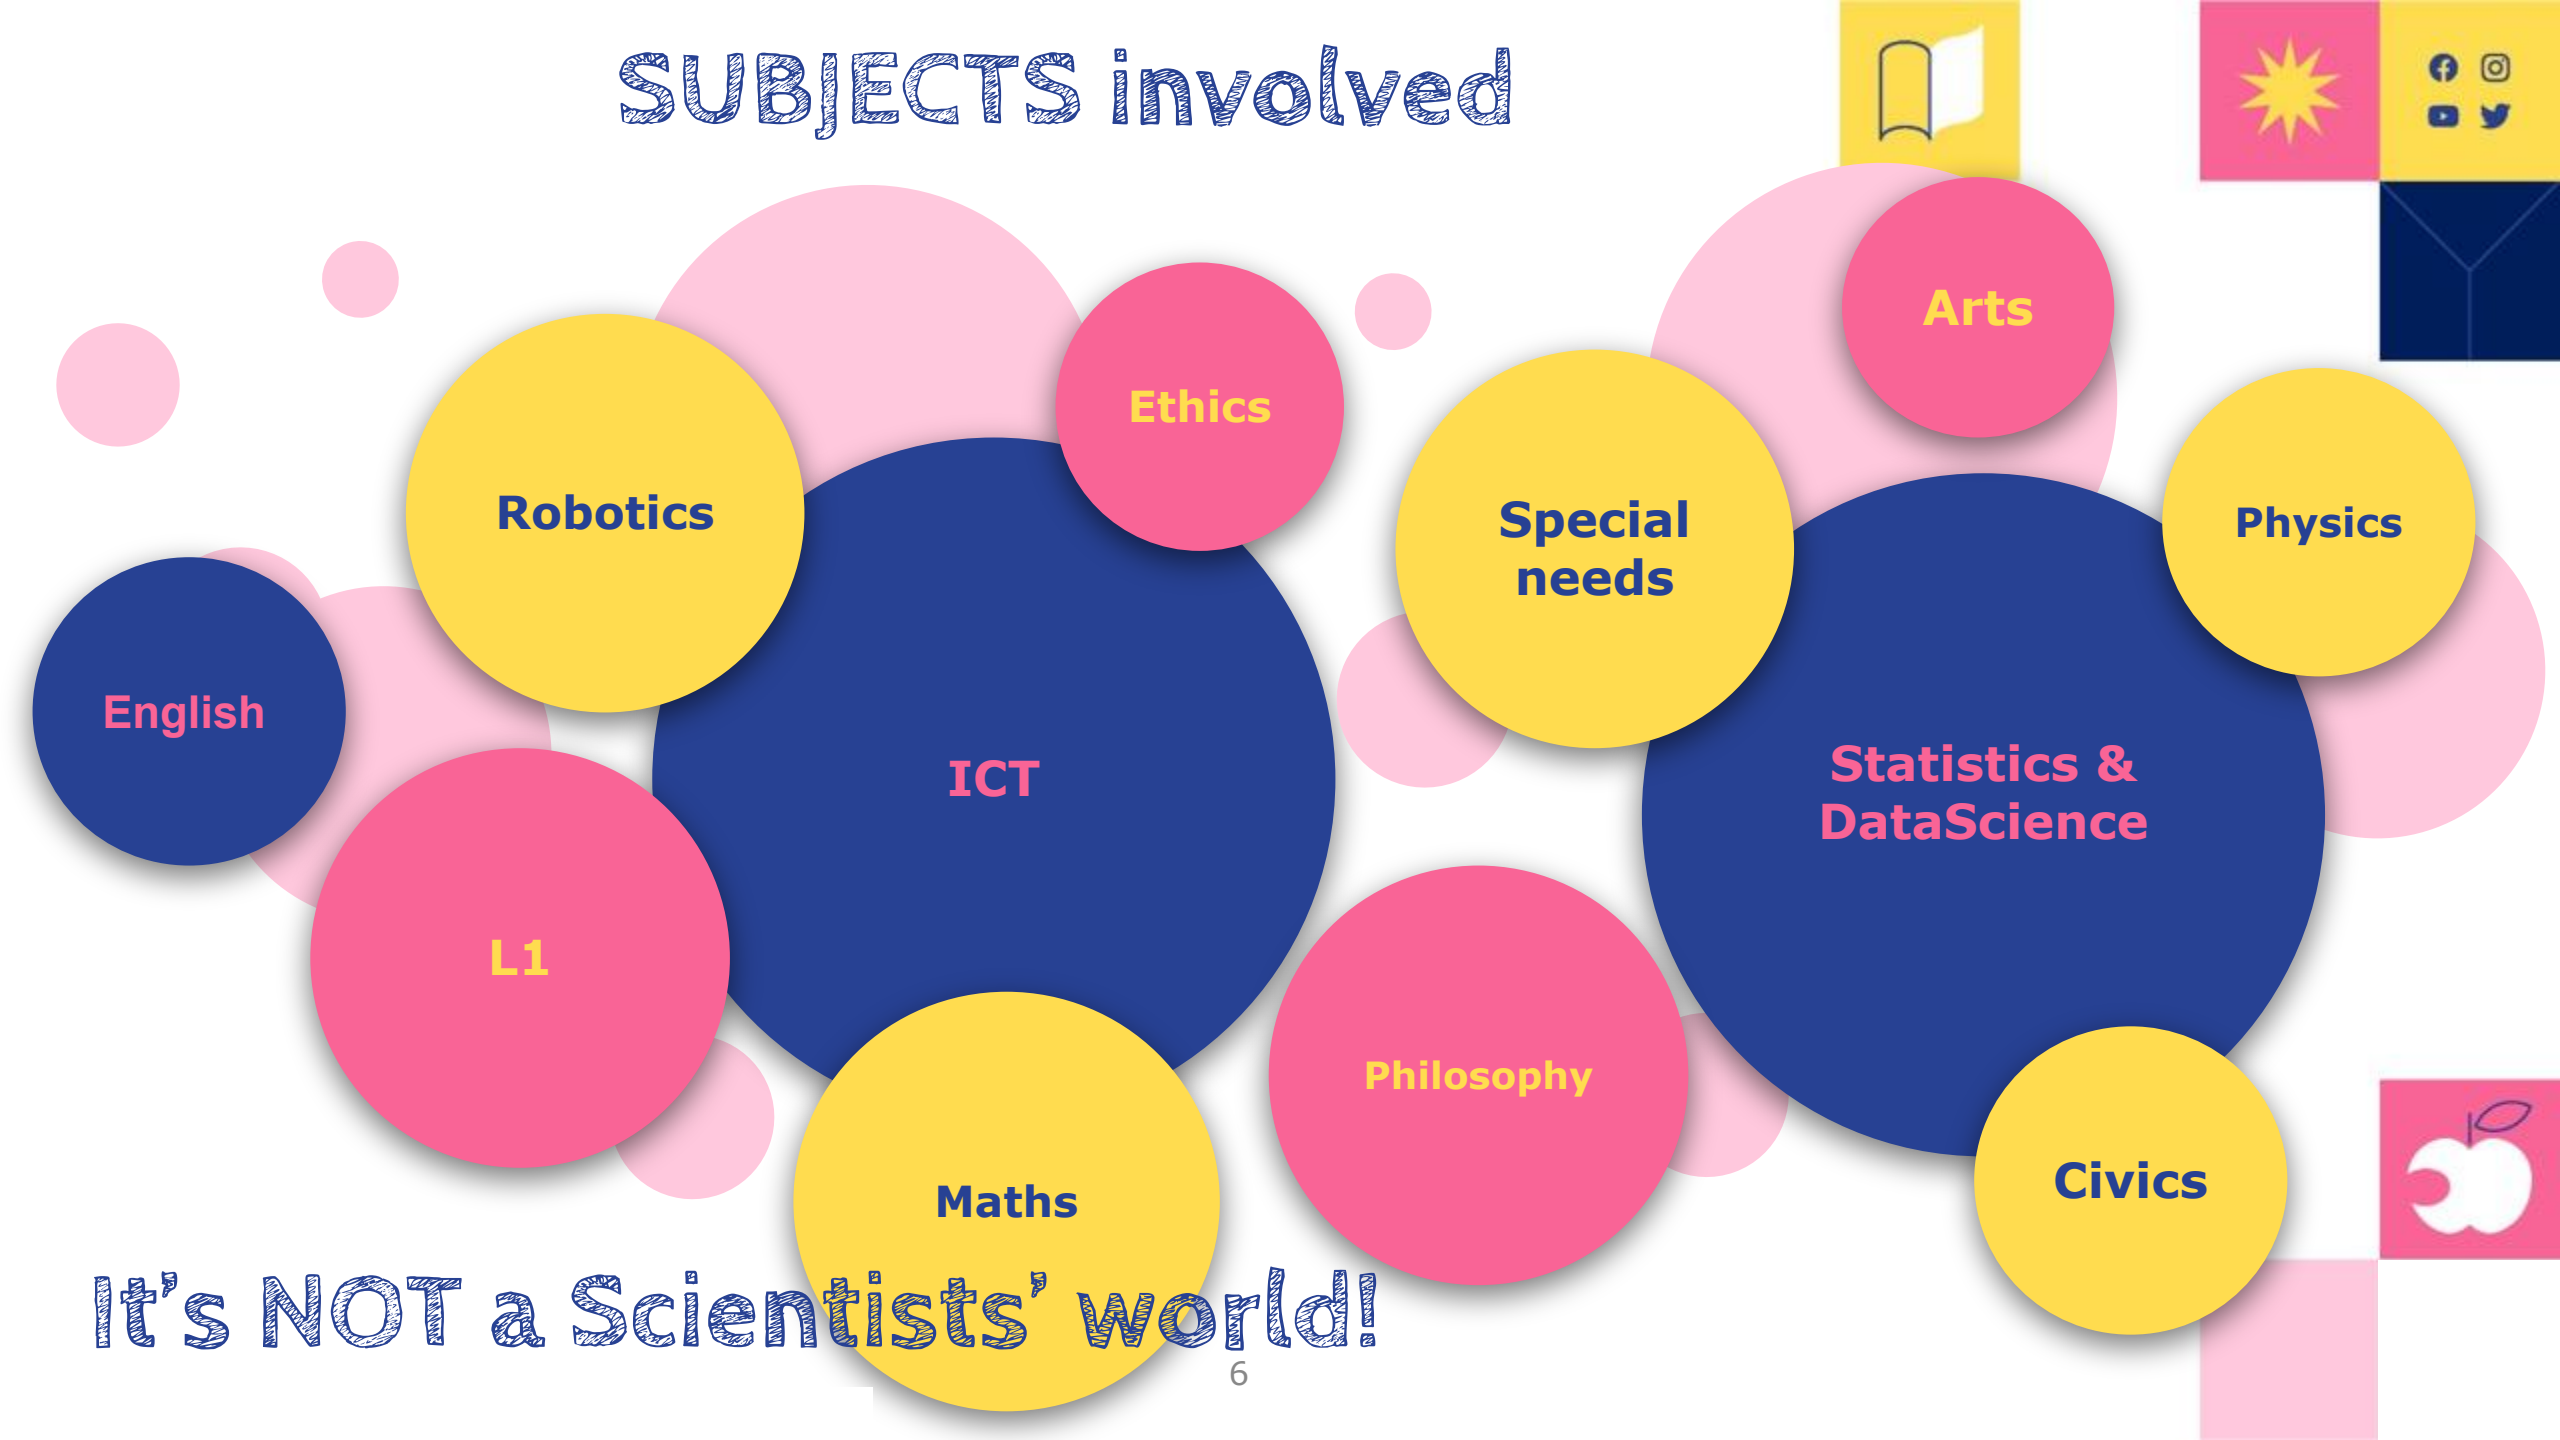 SUBJECTS involved
Arts
Ethics
Robotics
Special
needs
Physics
English
ICT
Statistics &
DataScience
L1
Philosophy
Maths
Civics
It's NOT a Scientists' world!
6